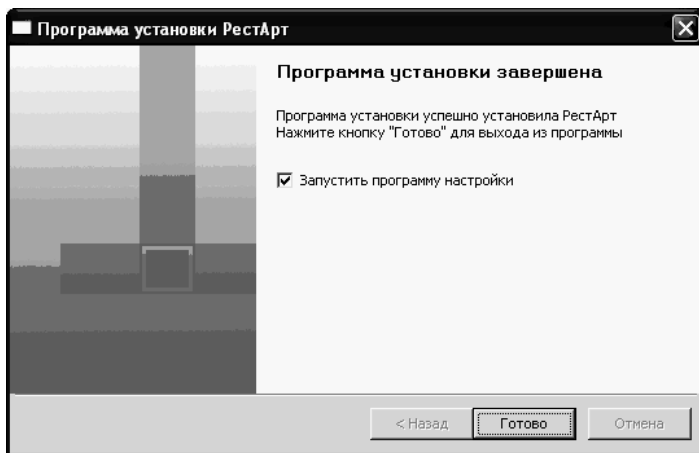 Программа установки РестАрт
Программа установки завершена
Программа установки успешно установила РестАрт
Нажмите кнопку "Готово" для выхода из программы
Запустить программу настройки
< Назад
Готово
Отмена